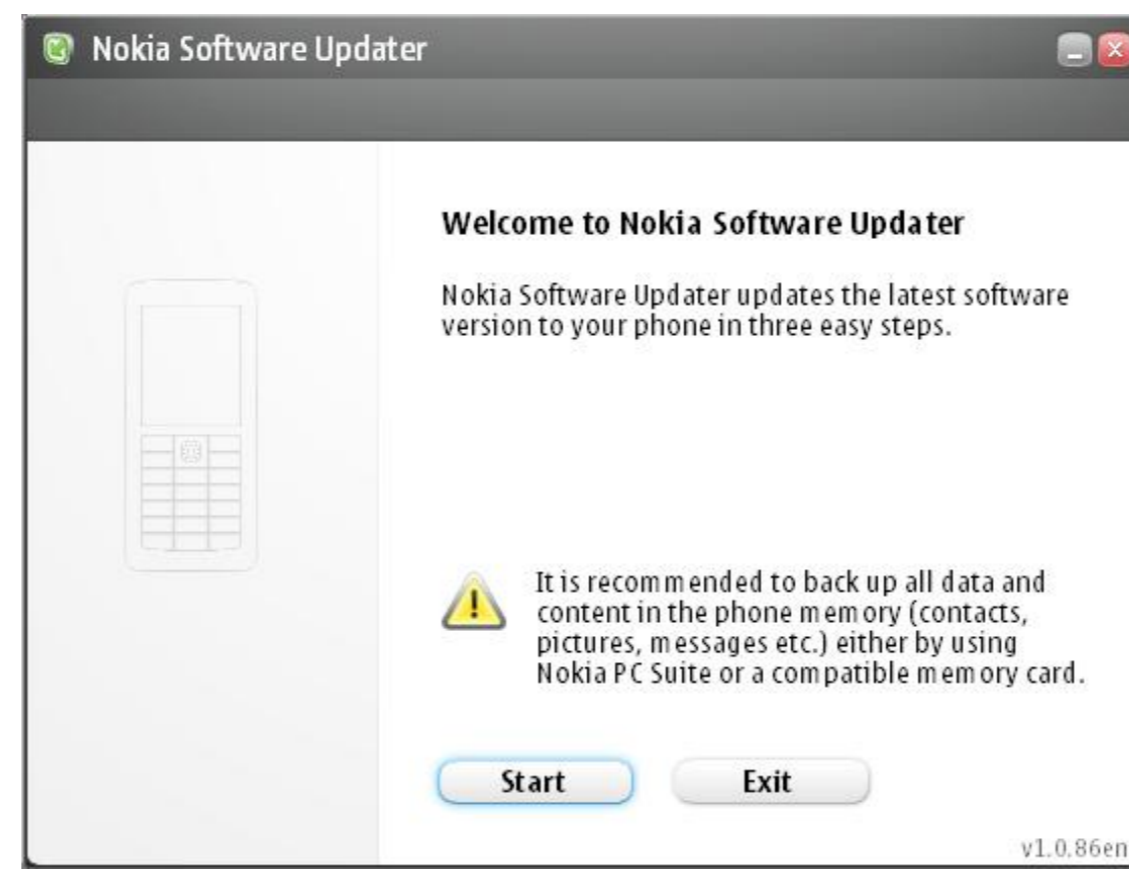 Nokia Software Updater
Welcome to Nokia Software Updater
Nokia Software Updater updates the latest software
version to your phone in three easy steps.
It is recommended to back up all data and
content in the phone memory (contacts,
pictures, messages etc.) either by using
Nokia PC Suite or a compatible memory card.
Start Exit
v1.0.86en